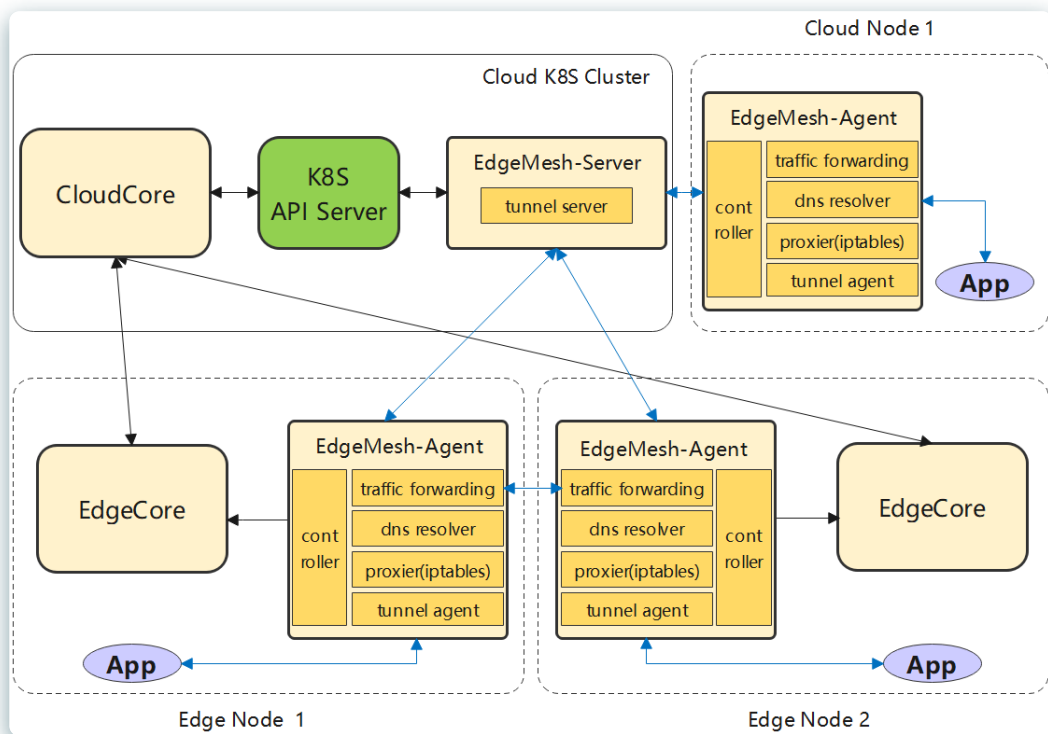 Cloud Node 1
Cloud K8S Cluster
CloudCore
K8S
API Server
EdgeMesh-Server
tunnel server
EdgeMesh-Agent
cont
roller
traffic forwarding
dns resolver
proxier(iptables)
tunnel agent
App
EdgeCore
EdgeMesh-Agent
cont
roller
traffic forwarding
dns resolver
proxier(iptables)
tunnel agent
App
Edge Node 1
EdgeMesh-Agent
traffic forwarding
dns resolver
proxier(iptables)
tunnel agent
cont
roller
EdgeCore
App
Edge Node 2